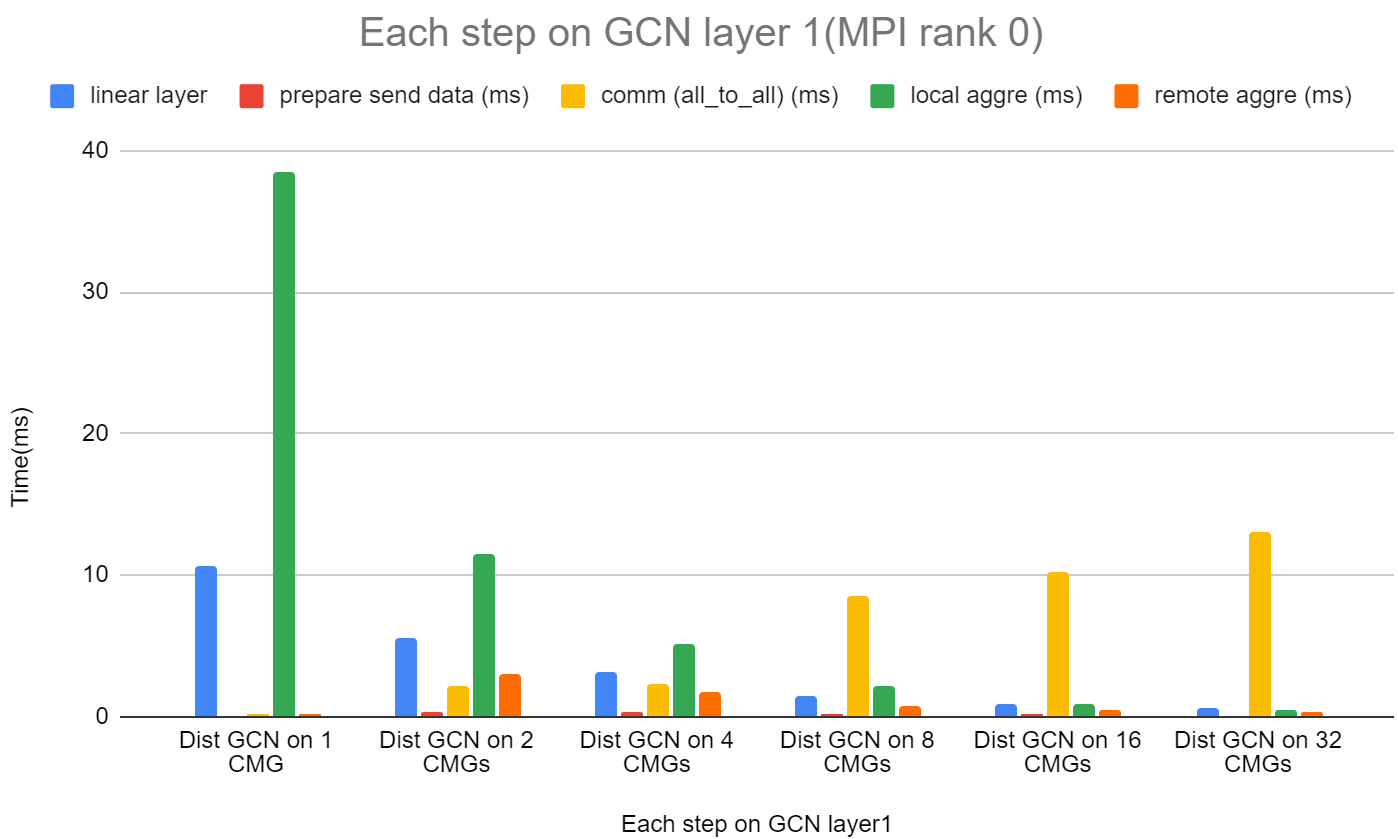 Each step on GCN layer 1(MPI rank 0)
linear layer prepare send data (ms) comm (all_to_all) (ms) local aggre (ms) remote aggre (ms)
40
30
20
10
0
Time(ms)
Dist GCN on 1 CMG
Dist GCN on 2 CMGs
Dist GCN on 4 CMGs
Dist GCN on 8 CMGs
Dist GCN on 16 CMGs
Dist GCN on 32 CMGs
Each step on GCN layer1